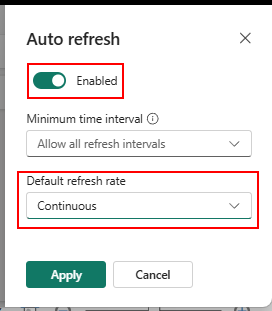 Auto refresh
Enabled
Minimum time interval
Allow all refresh intervals
Default refresh rate
Continuous
Apply Cancel